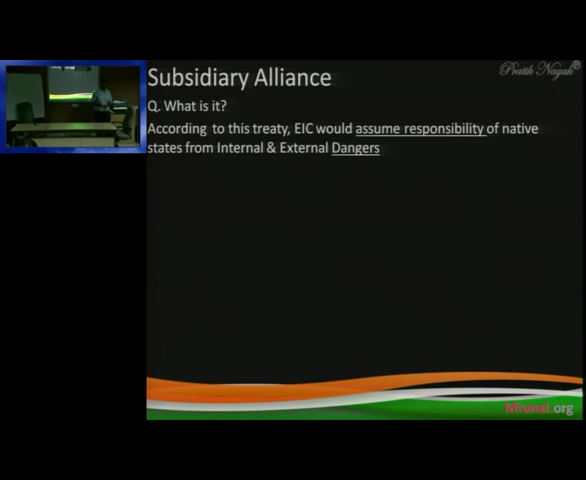 Subsidiary Alliance
Pratik Nayak
Q. What is it?
According to this treaty, EIC would assume responsibility of native
states from Internal & External Dangers
Mrunal.org